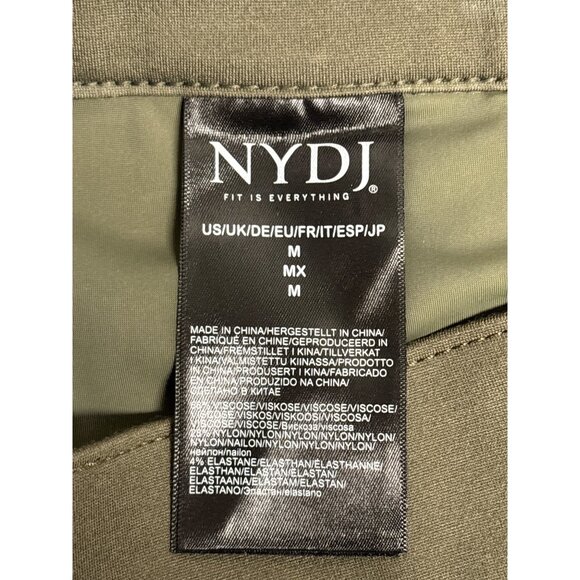 NYDJ®
FIT IS EVERYTHING
US/UK/DE/EU/FR/IT/ESP/JP
M
MX
M
MADE IN CHINA/HERGESTELLT IN CHINA/
FABRIQUÉ EN CHINE/GEPRODUCEERD IN
CHINA/FREMSTILLET I KINA/TILLVERKAT
I KINA/VALMISTETTU KIINASSA/PRODOTTO
IN CHINA/PRODUSERT I KINA/FABRICADO
EN CHINA/PRODUZIDO NA CHINA/
В КИТАЕ
VISCOSE/VISKOSE/VISCOSE/VISCOSE/
VISKOS/VISKOOSI/VISCOSA/
VISCOSE/VISCOSA/Вискоза/viscosa
NYLON/NYLON/NYLON/NYLON/NYLON/
NYLON/NAILON/NYLON/NYLON/NYLON/
нейлон/nailon
4% ELASTANE/ELASTHAN/ELASTHANNE/
ELASTHAN/ELASTAN/ELASTAN/
ELASTAANIA/ELASTAM/ELASTAN/
ELASTANO/Эластан/elastano